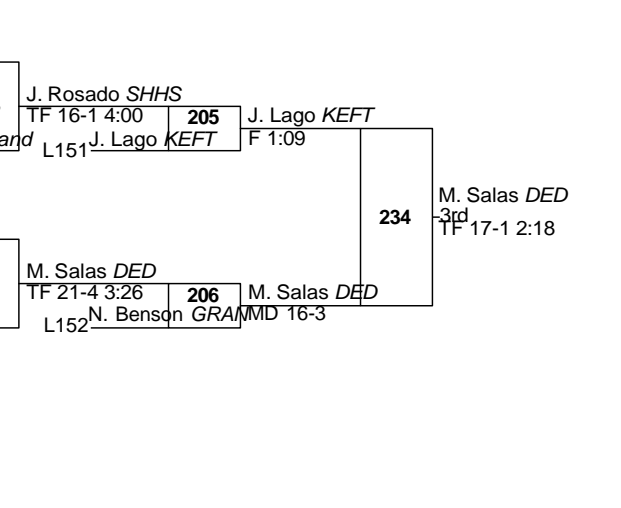 J. Rosado SHHS
TF 16-1 4:00
205
J. Lago KEFT
F 1:09
and
L151
J. Lago KEFT
234
M. Salas DED
3rd
TF 17-1 2:18
M. Salas DED
TF 21-4 3:26
206
M. Salas DED
MD 16-3
L152
N. Benson GRAN